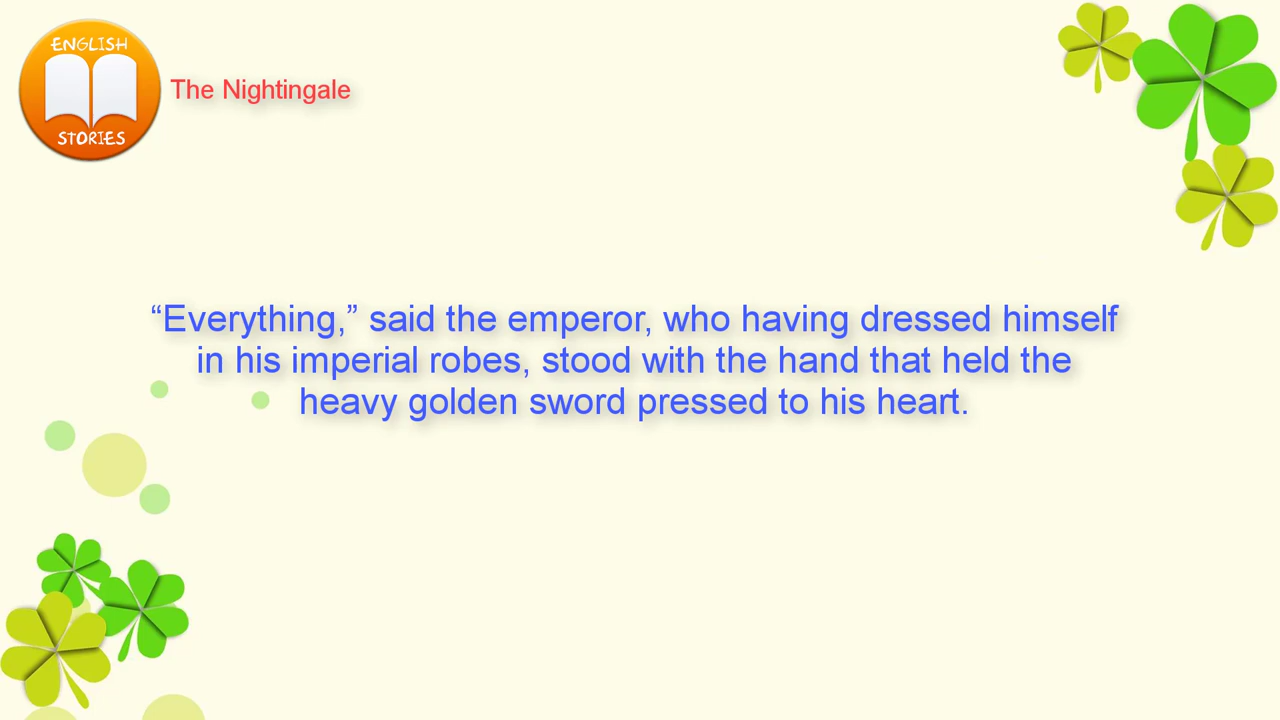 ENGLISH
STORIES
The Nightingale
“Everything,” said the emperor, who having dressed himself
in his imperial robes, stood with the hand that held the
heavy golden sword pressed to his heart.